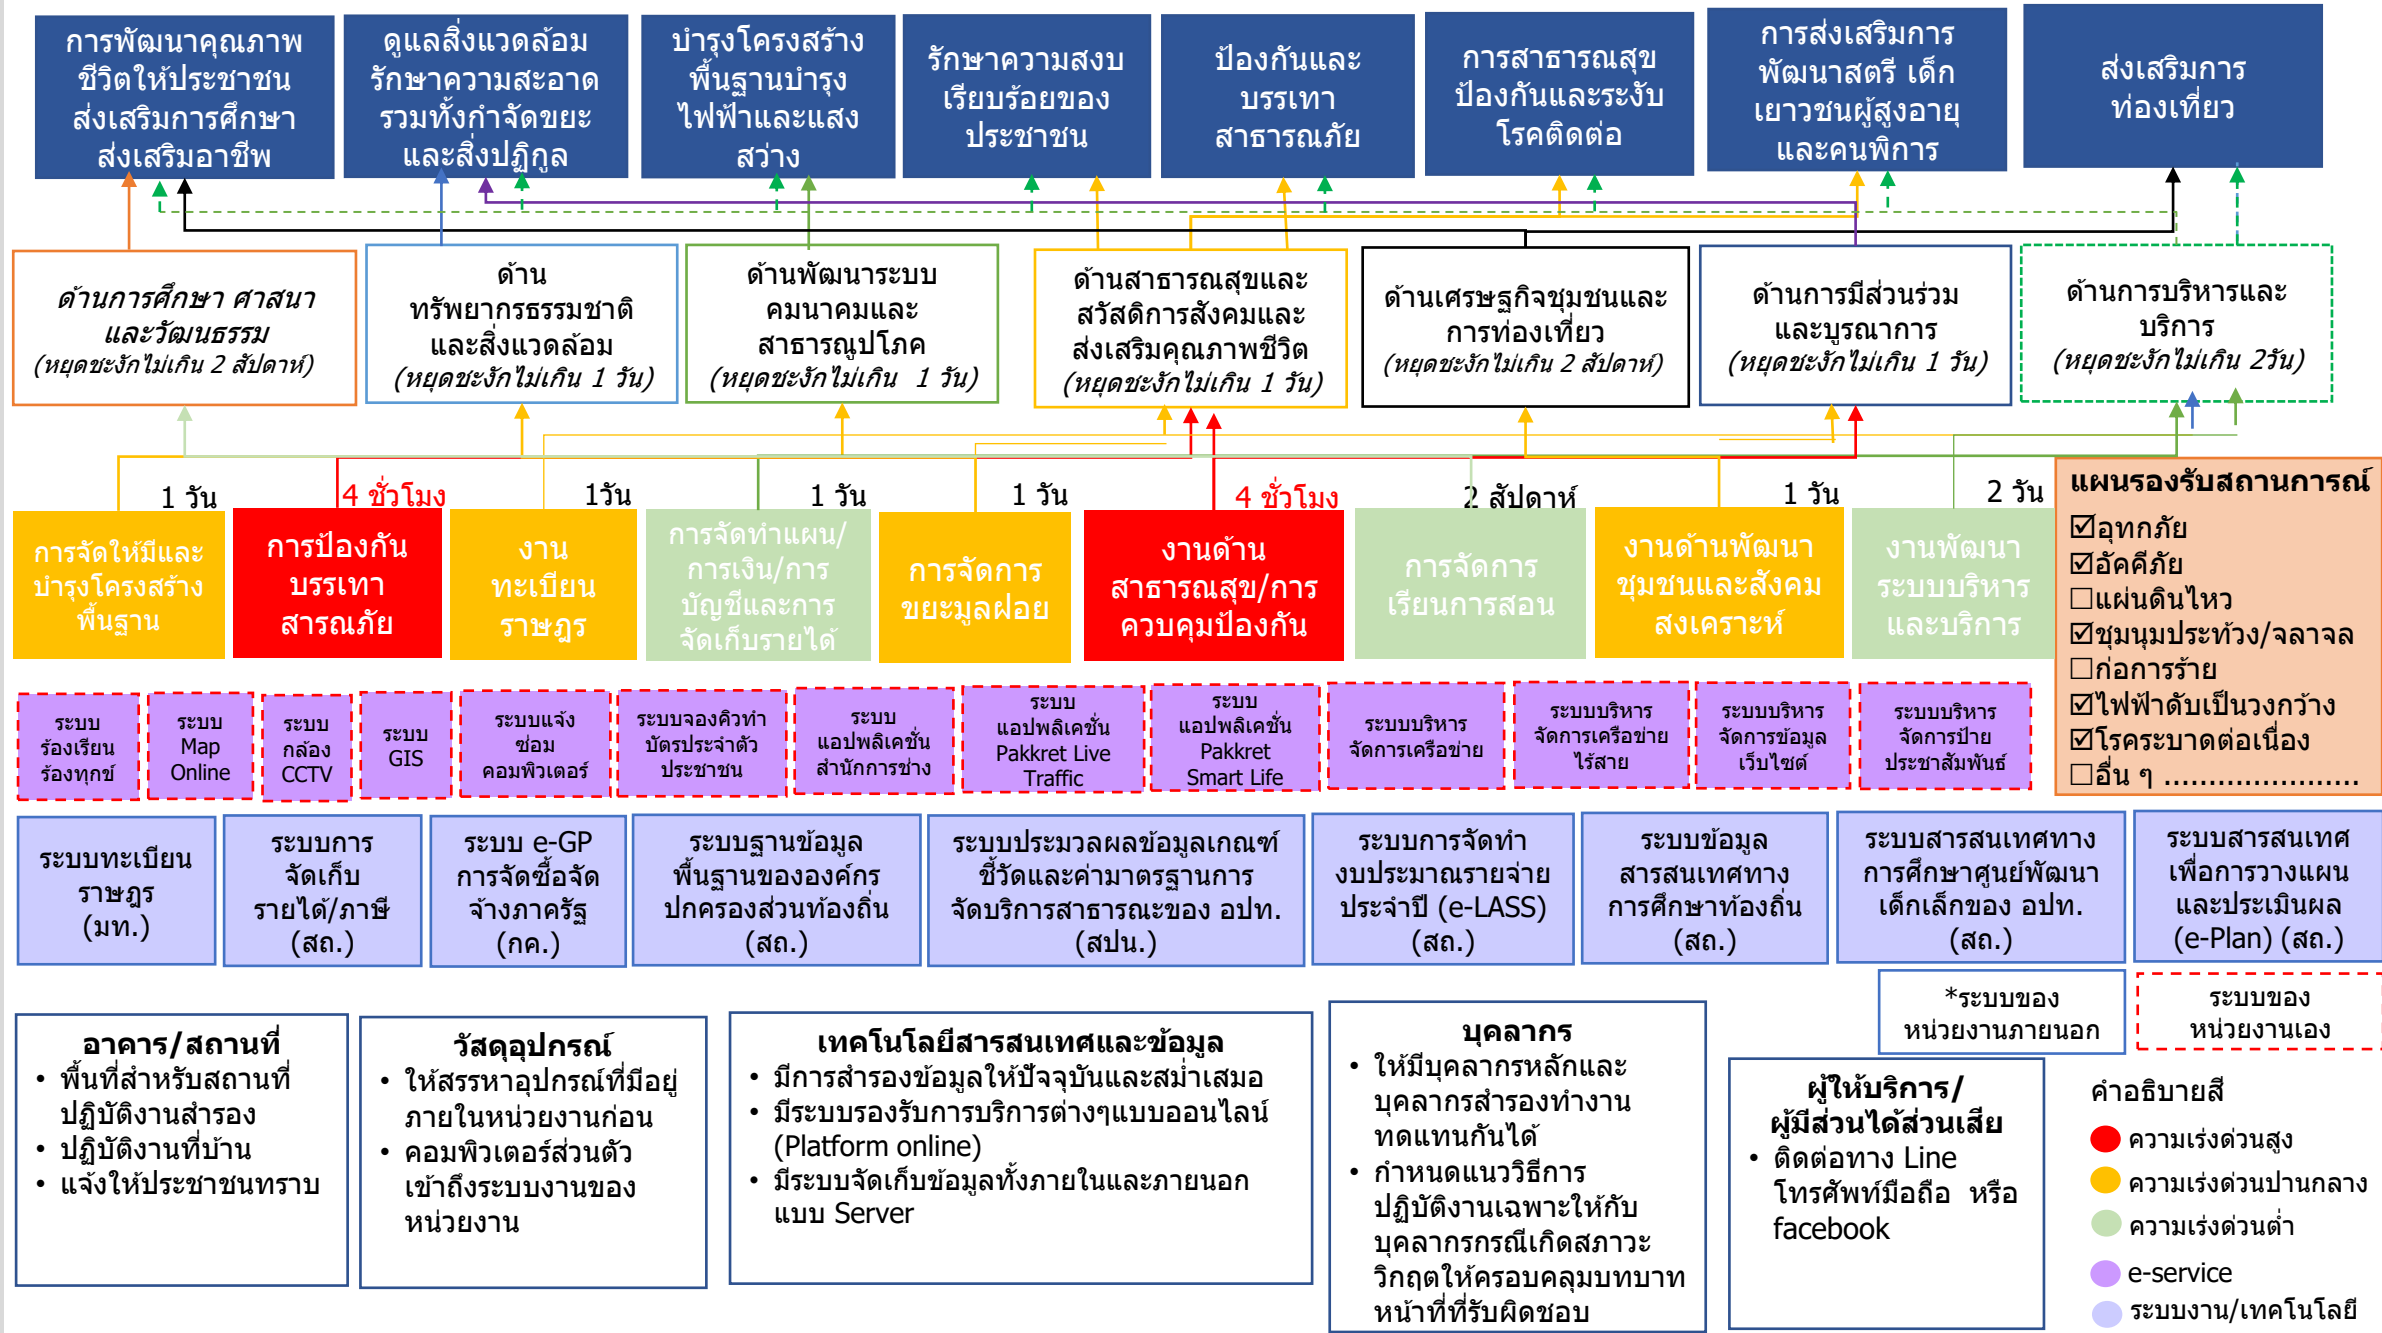 การพัฒนาคุณภาพ
ชีวิตให้ประชาชน
ส่งเสริมการศึกษา
ส่งเสริมอาชีพ
ดูแลสิ่งแวดล้อม
รักษาความสะอาด
รวมทั้งกำจัดขยะ
และสิ่งปฏิกูล
บำรุงโครงสร้าง
พื้นฐานบำรุง
ไฟฟ้าและแสง
สว่าง
รักษาความสงบ
เรียบร้อยของ
ประชาชน
ป้องกันและ
บรรเทา
สาธารณภัย
การสาธารณสุข
ป้องกันและระงับ
โรคติดต่อ
การส่งเสริมการ
พัฒนาสตรี เด็ก
เยาวชนผู้สูงอายุ
และคนพิการ
ส่งเสริมการ
ท่องเที่ยว
ด้านการศึกษา ศาสนา
และวัฒนธรรม
(หยุดชะงักไม่เกิน 2 สัปดาห์)
ด้าน
ทรัพยากรธรรมชาติ
และสิ่งแวดล้อม
(หยุดชะงักไม่เกิน 1 วัน)
ด้านพัฒนาระบบ
คมนาคมและ
สาธารณูปโภค
(หยุดชะงักไม่เกิน 1 วัน)
ด้านสาธารณสุขและ
สวัสดิการสังคมและ
ส่งเสริมคุณภาพชีวิต
(หยุดชะงักไม่เกิน 1 วัน)
ด้านเศรษฐกิจชุมชนและ
การท่องเที่ยว
(หยุดชะงักไม่เกิน 2 สัปดาห์)
ด้านการมีส่วนร่วม
และบูรณาการ
(หยุดชะงักไม่เกิน 1 วัน)
ด้านการบริหารและ
บริการ
(หยุดชะงักไม่เกิน 2วัน)
1 วัน
4 ชั่วโมง
1วัน
1 วัน
1 วัน
4 ชั่วโมง
2 สัปดาห์
1 วัน
2 วัน
การจัดให้มีและ
บำรุงโครงสร้าง
พื้นฐาน
การป้องกัน
บรรเทา
สารณภัย
งาน
ทะเบียน
ราษฎร
การจัดทำแผน/
การเงิน/การ
บัญชีและการ
จัดเก็บรายได้
การจัดการ
ขยะมูลฝอย
งานด้าน
สาธารณสุข/การ
ควบคุมป้องกัน
การจัดการ
เรียนการสอน
งานด้านพัฒนา
ชุมชนและสังคม
สงเคราะห์
งานพัฒนา
ระบบบริหาร
และบริการ
แผนรองรับสถานการณ์
☑อุทกภัย
☑อัคคีภัย
☐แผ่นดินไหว
☑ชุมนุมประท้วง/จลาจล
☐ก่อการร้าย
☑ไฟฟ้าดับเป็นวงกว้าง
☑โรคระบาดต่อเนื่อง
☐อื่น ๆ ......................
ระบบ
ร้องเรียน
ร้องทุกข์
ระบบ
Map
Online
ระบบ
กล้อง
CCTV
ระบบ
GIS
ระบบแจ้ง
ซ่อม
คอมพิวเตอร์
ระบบจองคิวทำ
บัตรประจำตัว
ประชาชน
ระบบ
แอปพลิเคชั่น
สำนักการช่าง
ระบบ
แอปพลิเคชั่น
Pakkret Live
Traffic
ระบบ
แอปพลิเคชั่น
Pakkret
Smart Life
ระบบบริหาร
จัดการเครือข่าย
ระบบบริหาร
จัดการเครือข่าย
ไร้สาย
ระบบบริหาร
จัดการข้อมูล
เว็บไซต์
ระบบบริหาร
จัดการป้าย
ประชาสัมพันธ์
ระบบทะเบียน
ราษฎร
(มท.)
ระบบการ
จัดเก็บ
รายได้/ภาษี
(สถ.)
ระบบ e-GP
การจัดซื้อจัด
จ้างภาครัฐ
(กค.)
ระบบฐานข้อมูล
พื้นฐานขององค์กร
ปกครองส่วนท้องถิ่น
(สถ.)
ระบบประมวลผลข้อมูลเกณฑ์
ชี้วัดและค่ามาตรฐานการ
จัดบริการสาธารณะของ อปท.
(สปน.)
ระบบการจัดทำ
งบประมาณรายจ่าย
ประจำปี (e-LASS)
(สถ.)
ระบบข้อมูล
สารสนเทศทาง
การศึกษาท้องถิ่น
(สถ.)
ระบบสารสนเทศทาง
การศึกษาศูนย์พัฒนา
เด็กเล็กของ อปท.
(สถ.)
ระบบสารสนเทศ
เพื่อการวางแผน
และประเมินผล
(e-Plan) (สถ.)
*ระบบของ
หน่วยงานภายนอก
ระบบของ
หน่วยงานเอง
อาคาร/สถานที่
• พื้นที่สำหรับสถานที่
ปฏิบัติงานสำรอง
• ปฏิบัติงานที่บ้าน
• แจ้งให้ประชาชนทราบ
วัสดุอุปกรณ์
• ให้สรรหาอุปกรณ์ที่มีอยู่
ภายในหน่วยงานก่อน
• คอมพิวเตอร์ส่วนตัว
เข้าถึงระบบงานของ
หน่วยงาน
เทคโนโลยีสารสนเทศและข้อมูล
• มีการสำรองข้อมูลให้ปัจจุบันและสม่ำเสมอ
• มีระบบรองรับการบริการต่างๆแบบออนไลน์
(Platform online)
• มีระบบจัดเก็บข้อมูลทั้งภายในและภายนอก
แบบ Server
บุคลากร
• ให้มีบุคลากรหลักและ
บุคลากรสำรองทำงาน
ทดแทนกันได้
• กำหนดแนววิธีการ
ปฏิบัติงานเฉพาะให้กับ
บุคลากรกรณีเกิดสภาวะ
วิกฤตให้ครอบคลุมบทบาท
หน้าที่ที่รับผิดชอบ
ผู้ให้บริการ/
ผู้มีส่วนได้ส่วนเสีย
• ติดต่อทาง Line
โทรศัพท์มือถือ หรือ
facebook
คำอธิบายสี
ความเร่งด่วนสูง
ความเร่งด่วนปานกลาง
ความเร่งด่วนต่ำ
e-service
ระบบงาน/เทคโนโลยี